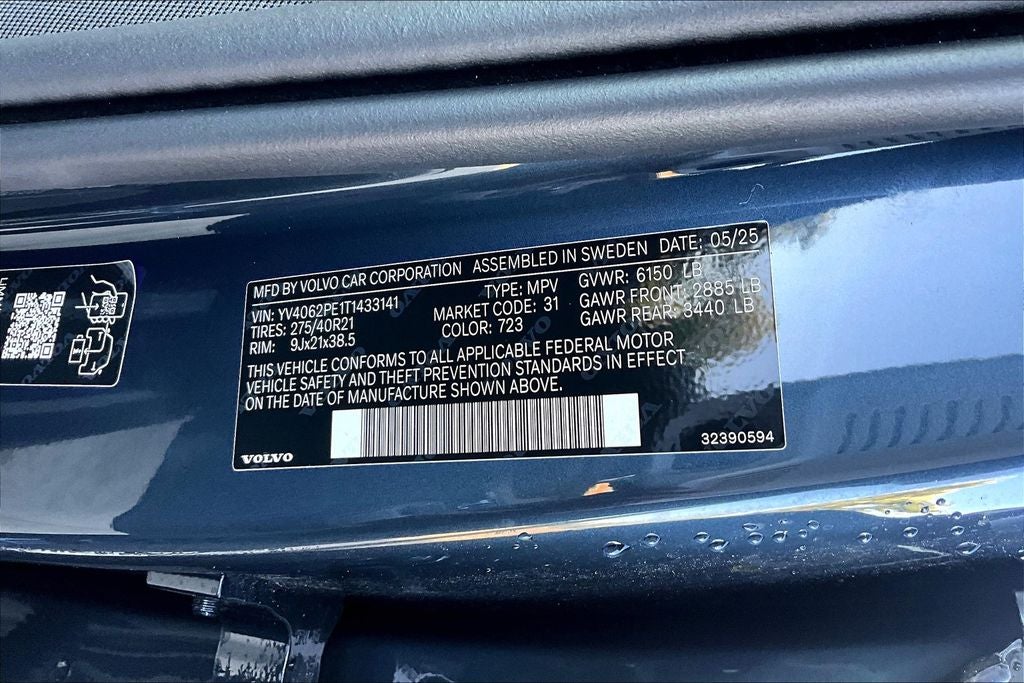 MFD BY VOLVO CAR CORPORATION ASSEMBLED IN SWEDEN DATE: 05/25
VIN: YV4062PE1T1433141 TYPE: MPV GVWR: 6150 LB
TIRES: 275/40R21 MARKET CODE: 31 GAWR FRONT: 2885 LB
RIM: 9Jx21x38.5 COLOR: 723 GAWR REAR: 3440 LB
THIS VEHICLE CONFORMS TO ALL APPLICABLE FEDERAL MOTOR
VEHICLE SAFETY AND THEFT PREVENTION STANDARDS IN EFFECT
ON THE DATE OF MANUFACTURE SHOWN ABOVE.
VOLVO 32390594